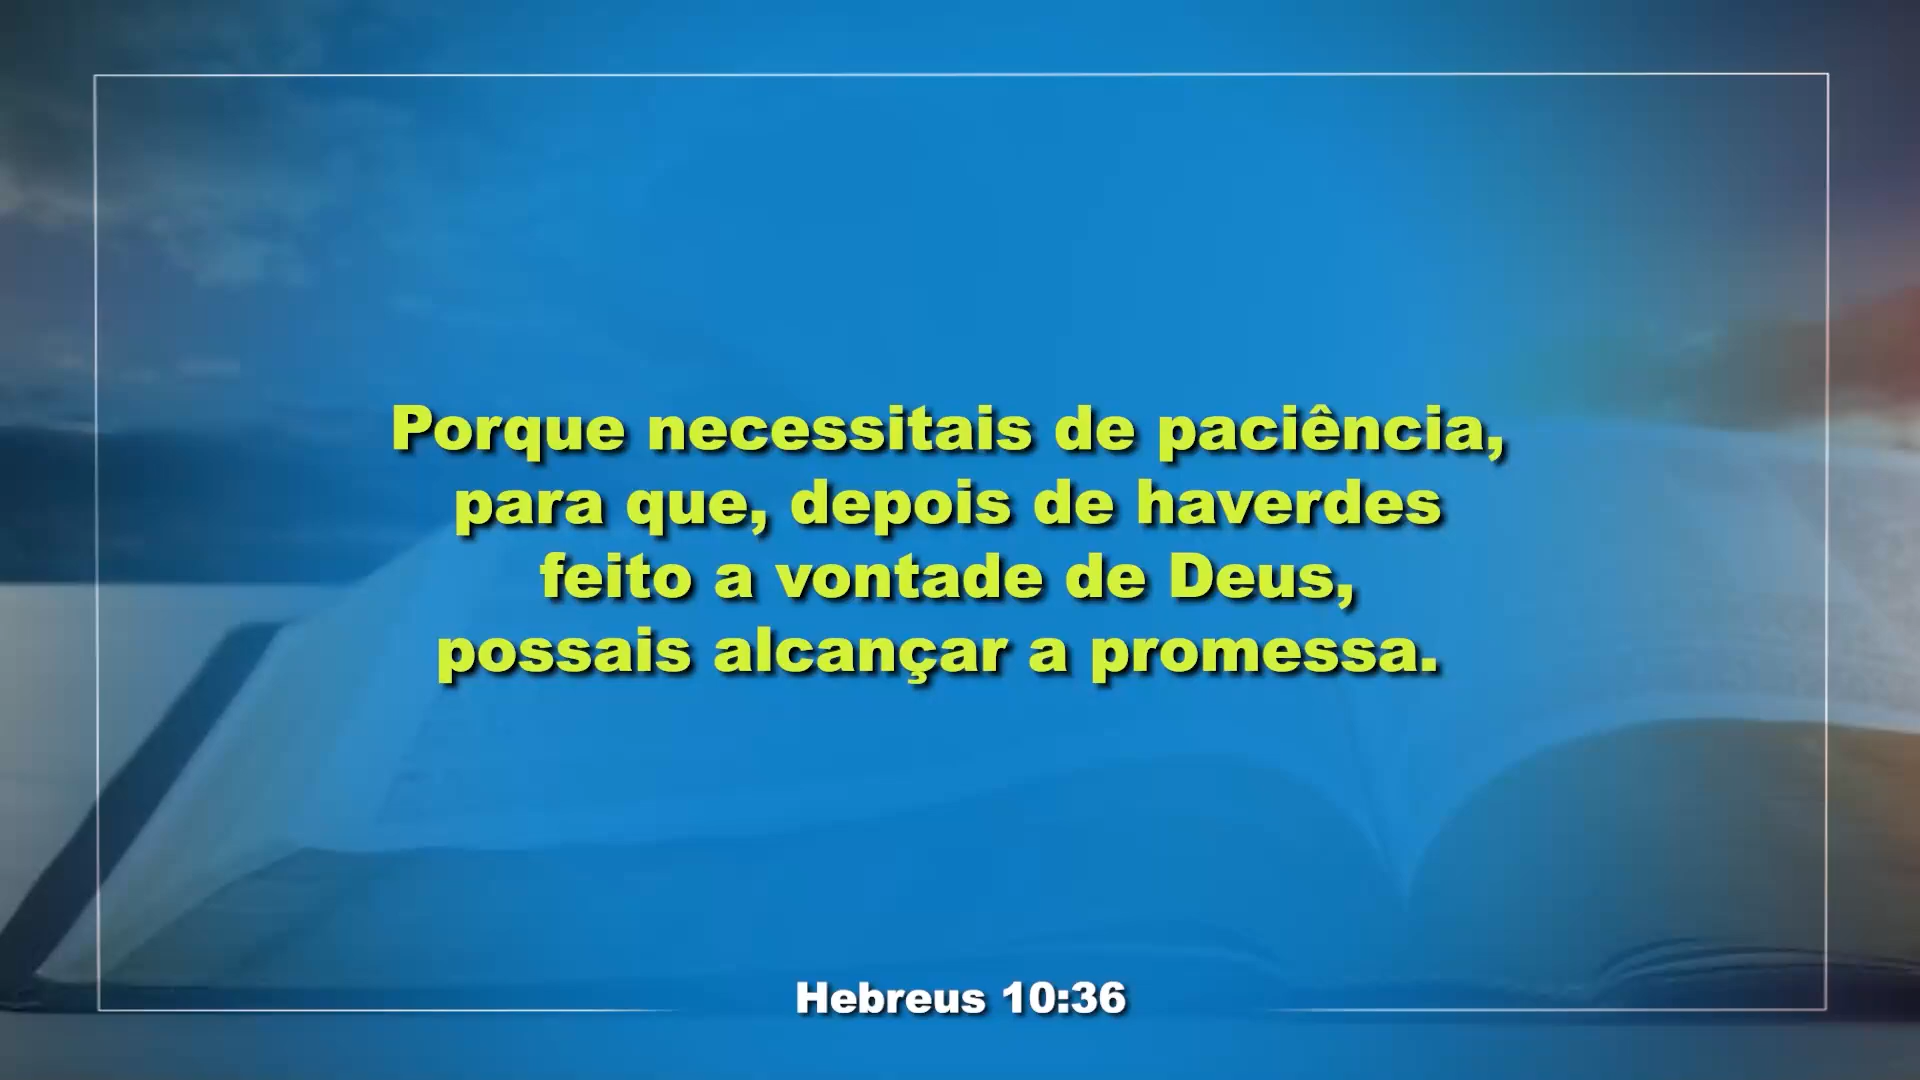 Porque necessitais de paciência,
para que, depois de haverdes
feito a vontade de Deus,
possais alcançar a promessa.
Hebreus 10:36